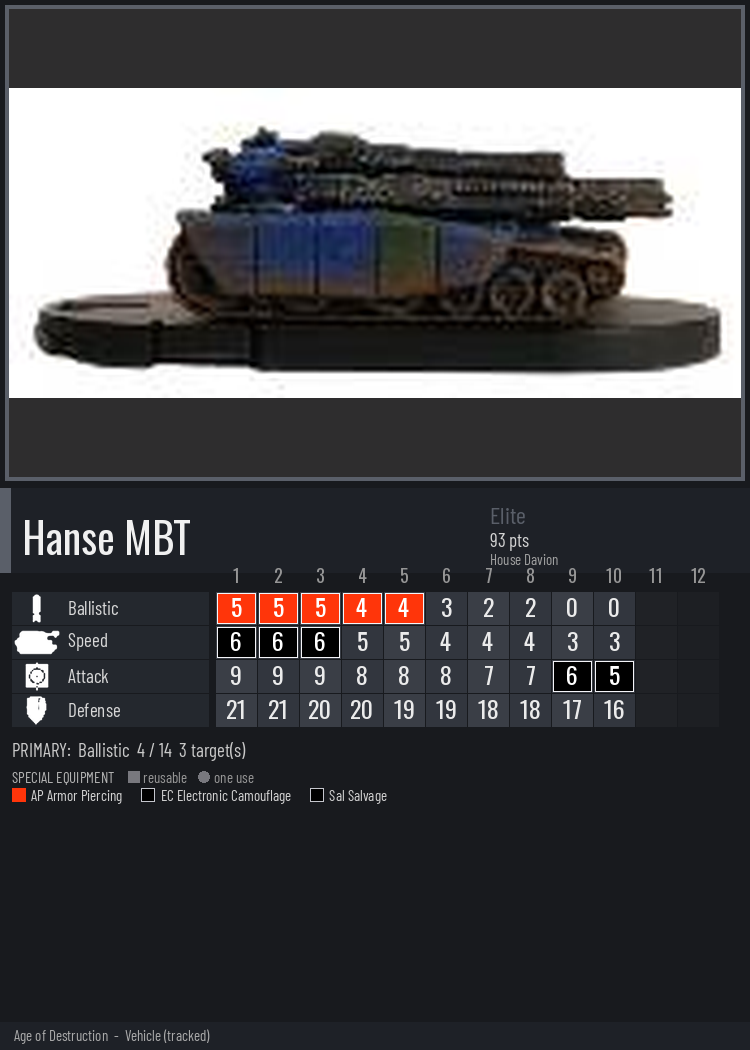 Hanse MBT
Elite
93 pts
House Davion
1 2 3 4 5 6 7 8 9 10 11 12
Ballistic 5 5 5 4 4 3 2 2 0 0
Speed 6 6 6 5 5 4 4 4 3 3
Attack 9 9 9 8 8 8 7 7 6 5
Defense 21 21 20 20 19 19 18 18 17 16
PRIMARY: Ballistic 4 / 14 3 target(s)
SPECIAL EQUIPMENT reusable one use
AP Armor Piercing EC Electronic Camouflage Sal Salvage
Age of Destruction - Vehicle (tracked)